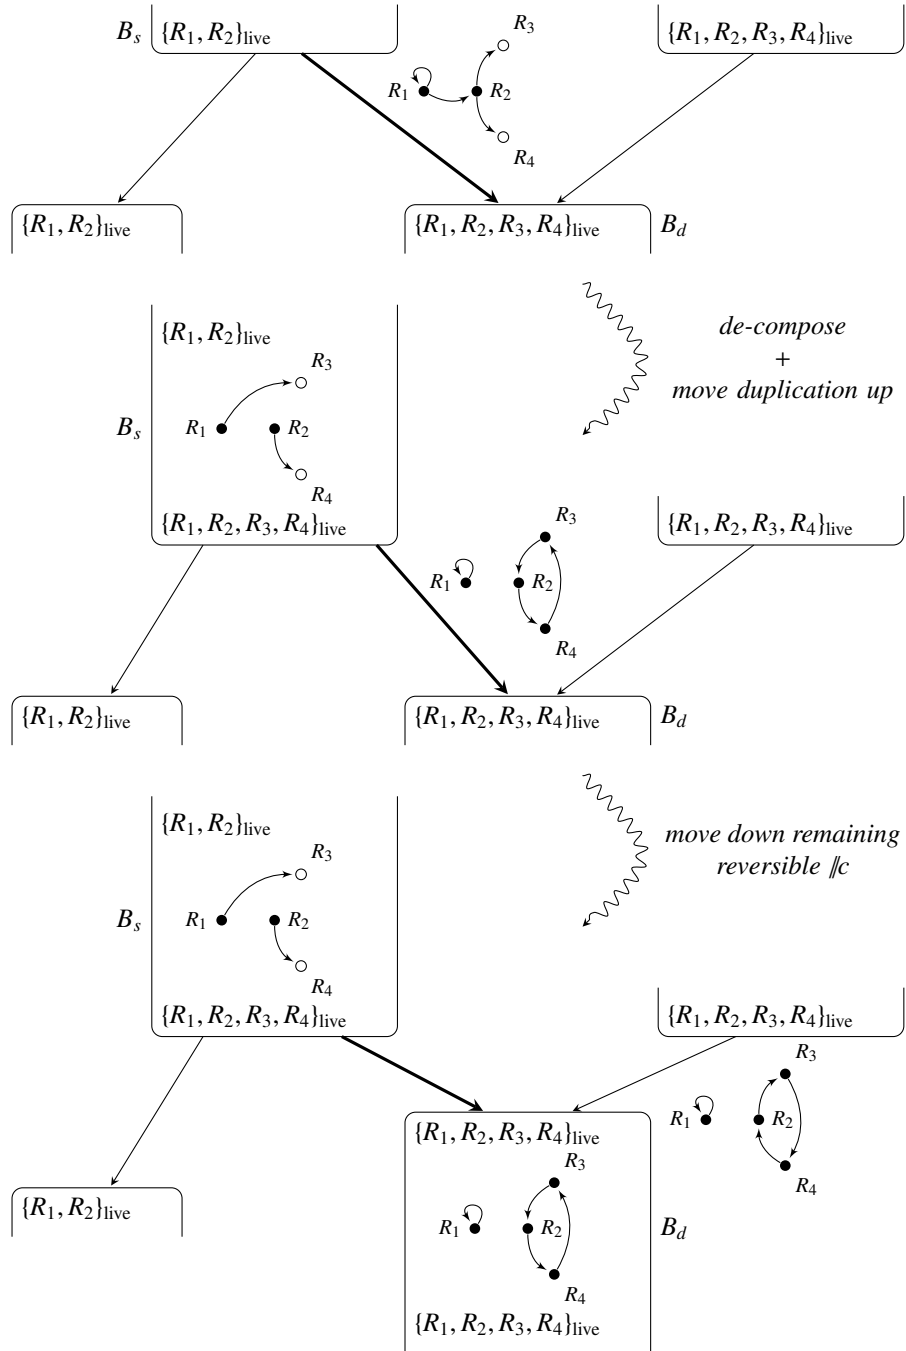 B_s {R_1, R_2}_live
{R_1, R_2, R_3, R_4}_live
R_3
R_1 R_2
R_4
{R_1, R_2}_live
{R_1, R_2, R_3, R_4}_live B_d
{R_1, R_2}_live
de-compose
+
move duplication up
R_3
B_s R_1 R_2
R_4
{R_1, R_2, R_3, R_4}_live
{R_1, R_2, R_3, R_4}_live
R_3
R_1 R_2
R_4
{R_1, R_2}_live
{R_1, R_2, R_3, R_4}_live B_d
{R_1, R_2}_live
move down remaining
reversible ∥c
R_3
B_s R_1 R_2
R_4
{R_1, R_2, R_3, R_4}_live
{R_1, R_2, R_3, R_4}_live
R_3
R_1 R_2
R_4
{R_1, R_2, R_3, R_4}_live
R_3
{R_1, R_2}_live
R_1 R_2 B_d
R_4
{R_1, R_2, R_3, R_4}_live